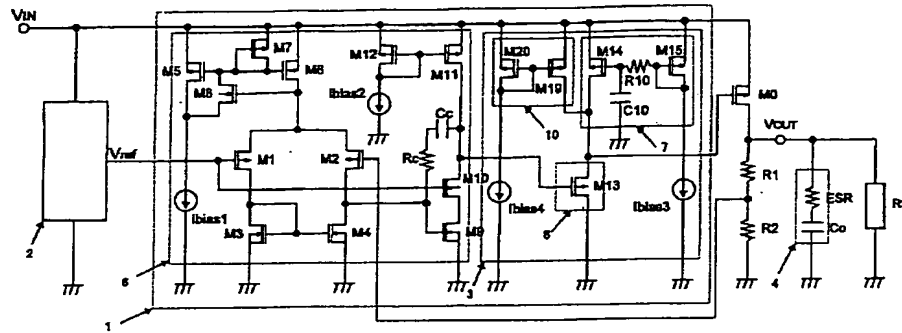 VIN
M7
M5
M6
M8
M12
M11
Ibias2
M20
M19
10
M14
M15
R10
C10
7
M0
VOUT
Vref
M1
M2
Cc
Rc
M10
M13
Ibias1
Ibias4
Ibias3
R1
ESR
2
M3
M4
M9
8
R2
Co
6
3
4
1